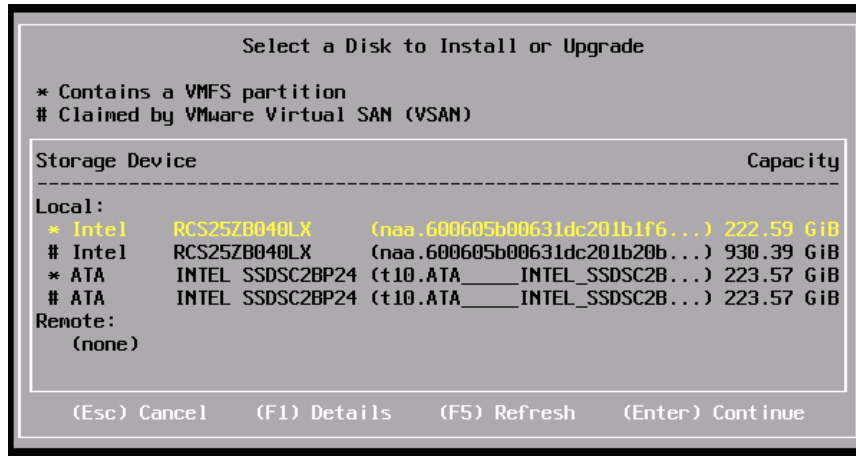 Select a Disk to Install or Upgrade
* Contains a VMFS partition
# Claimed by VMware Virtual SAN (VSAN)
Storage Device Capacity
Local:
* Intel RCS25ZB040LX (naa.600605b00631dc201b1f6...) 222.59 GiB
# Intel RCS25ZB040LX (naa.600605b00631dc201b20b...) 930.39 GiB
* ATA INTEL SSDSC2BP24 (t10.ATA_____INTEL_SSDSC2B...) 223.57 GiB
# ATA INTEL SSDSC2BP24 (t10.ATA_____INTEL_SSDSC2B...) 223.57 GiB
Remote:
(none)
(Esc) Cancel (F1) Details (F5) Refresh (Enter) Continue